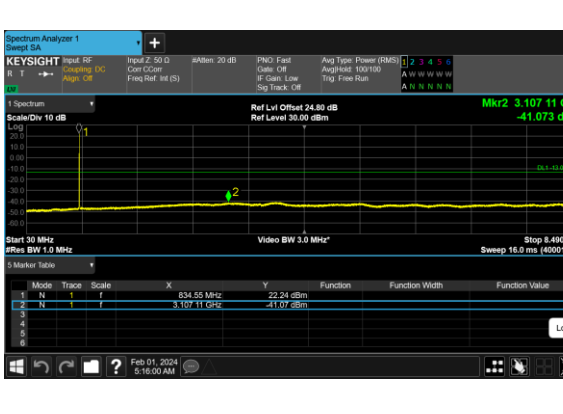 Spectrum Analyzer 1
Swept SA
KEYSIGHT
R T
LV
Input: RF
Coupling: DC
Align: Off
Input Z: 50 Ω
Corr CCorr
Freq Ref: Int (S)
#Atten: 20 dB
PNO: Fast
Gate: Off
IF Gain: Low
Sig Track: Off
Avg Type: Power (RMS)
Avg|Hold: 100/100
Trig: Free Run
1 2 3 4 5 6
A W W W W W
A N N N N N
1 Spectrum
Scale/Div 10 dB
Ref Lvl Offset 24.80 dB
Ref Level 30.00 dBm
Mkr2 3.107 11
-41.073 d
Log
20.0
10.0
0.00
-10.0
-20.0
-30.0
-40.0
-50.0
-60.0
1
2
DL1 -13.0
Start 30 MHz
#Res BW 1.0 MHz
Video BW 3.0 MHz*
Stop 8.490
Sweep 16.0 ms (4000
5 Marker Table
Mode Trace Scale X Y Function Function Width Function Value
1 N 1 f 834.55 MHz 22.24 dBm
2 N 1 f 3.107 11 GHz -41.07 dBm
3
4
5
6
Lo
?
Feb 01, 2024
5:16:00 AM